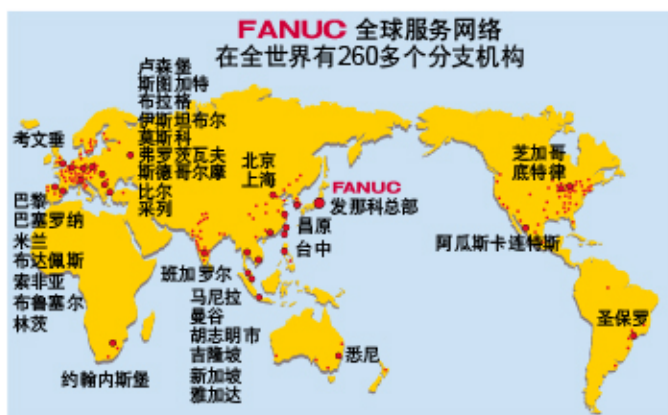 FANUC 全球服务网络
在全世界有260多个分支机构
卢森堡
斯图加特
布拉格
伊斯坦布尔
莫斯科
弗罗茨瓦夫
斯德哥尔摩
比尔
采列
考文垂
巴黎
巴塞罗纳
米兰
布达佩斯
索非亚
布鲁塞尔
林茨
约翰内斯堡
北京
上海
FANUC
发那科总部
昌原
台中
班加罗尔
马尼拉
曼谷
胡志明市
吉隆坡
新加坡
雅加达
悉尼
芝加哥
底特律
阿瓜斯卡连特斯
圣保罗